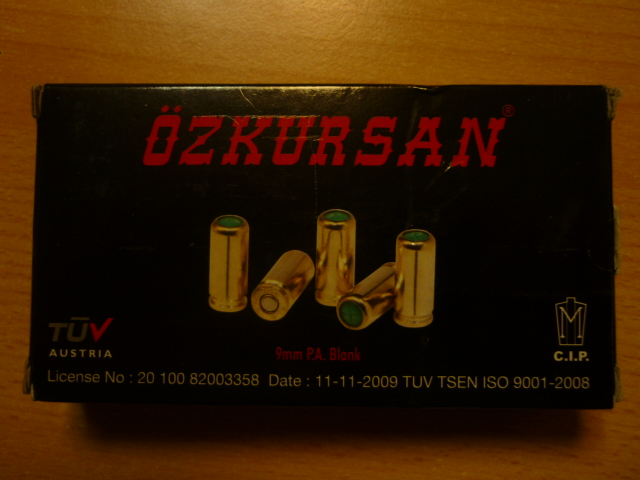 ÖZKURSAN®
9mm P.A. Blank
TÜV
AUSTRIA
C.I.P.
License No : 20 100 82003358 Date : 11-11-2009 TUV TSEN ISO 9001-2008